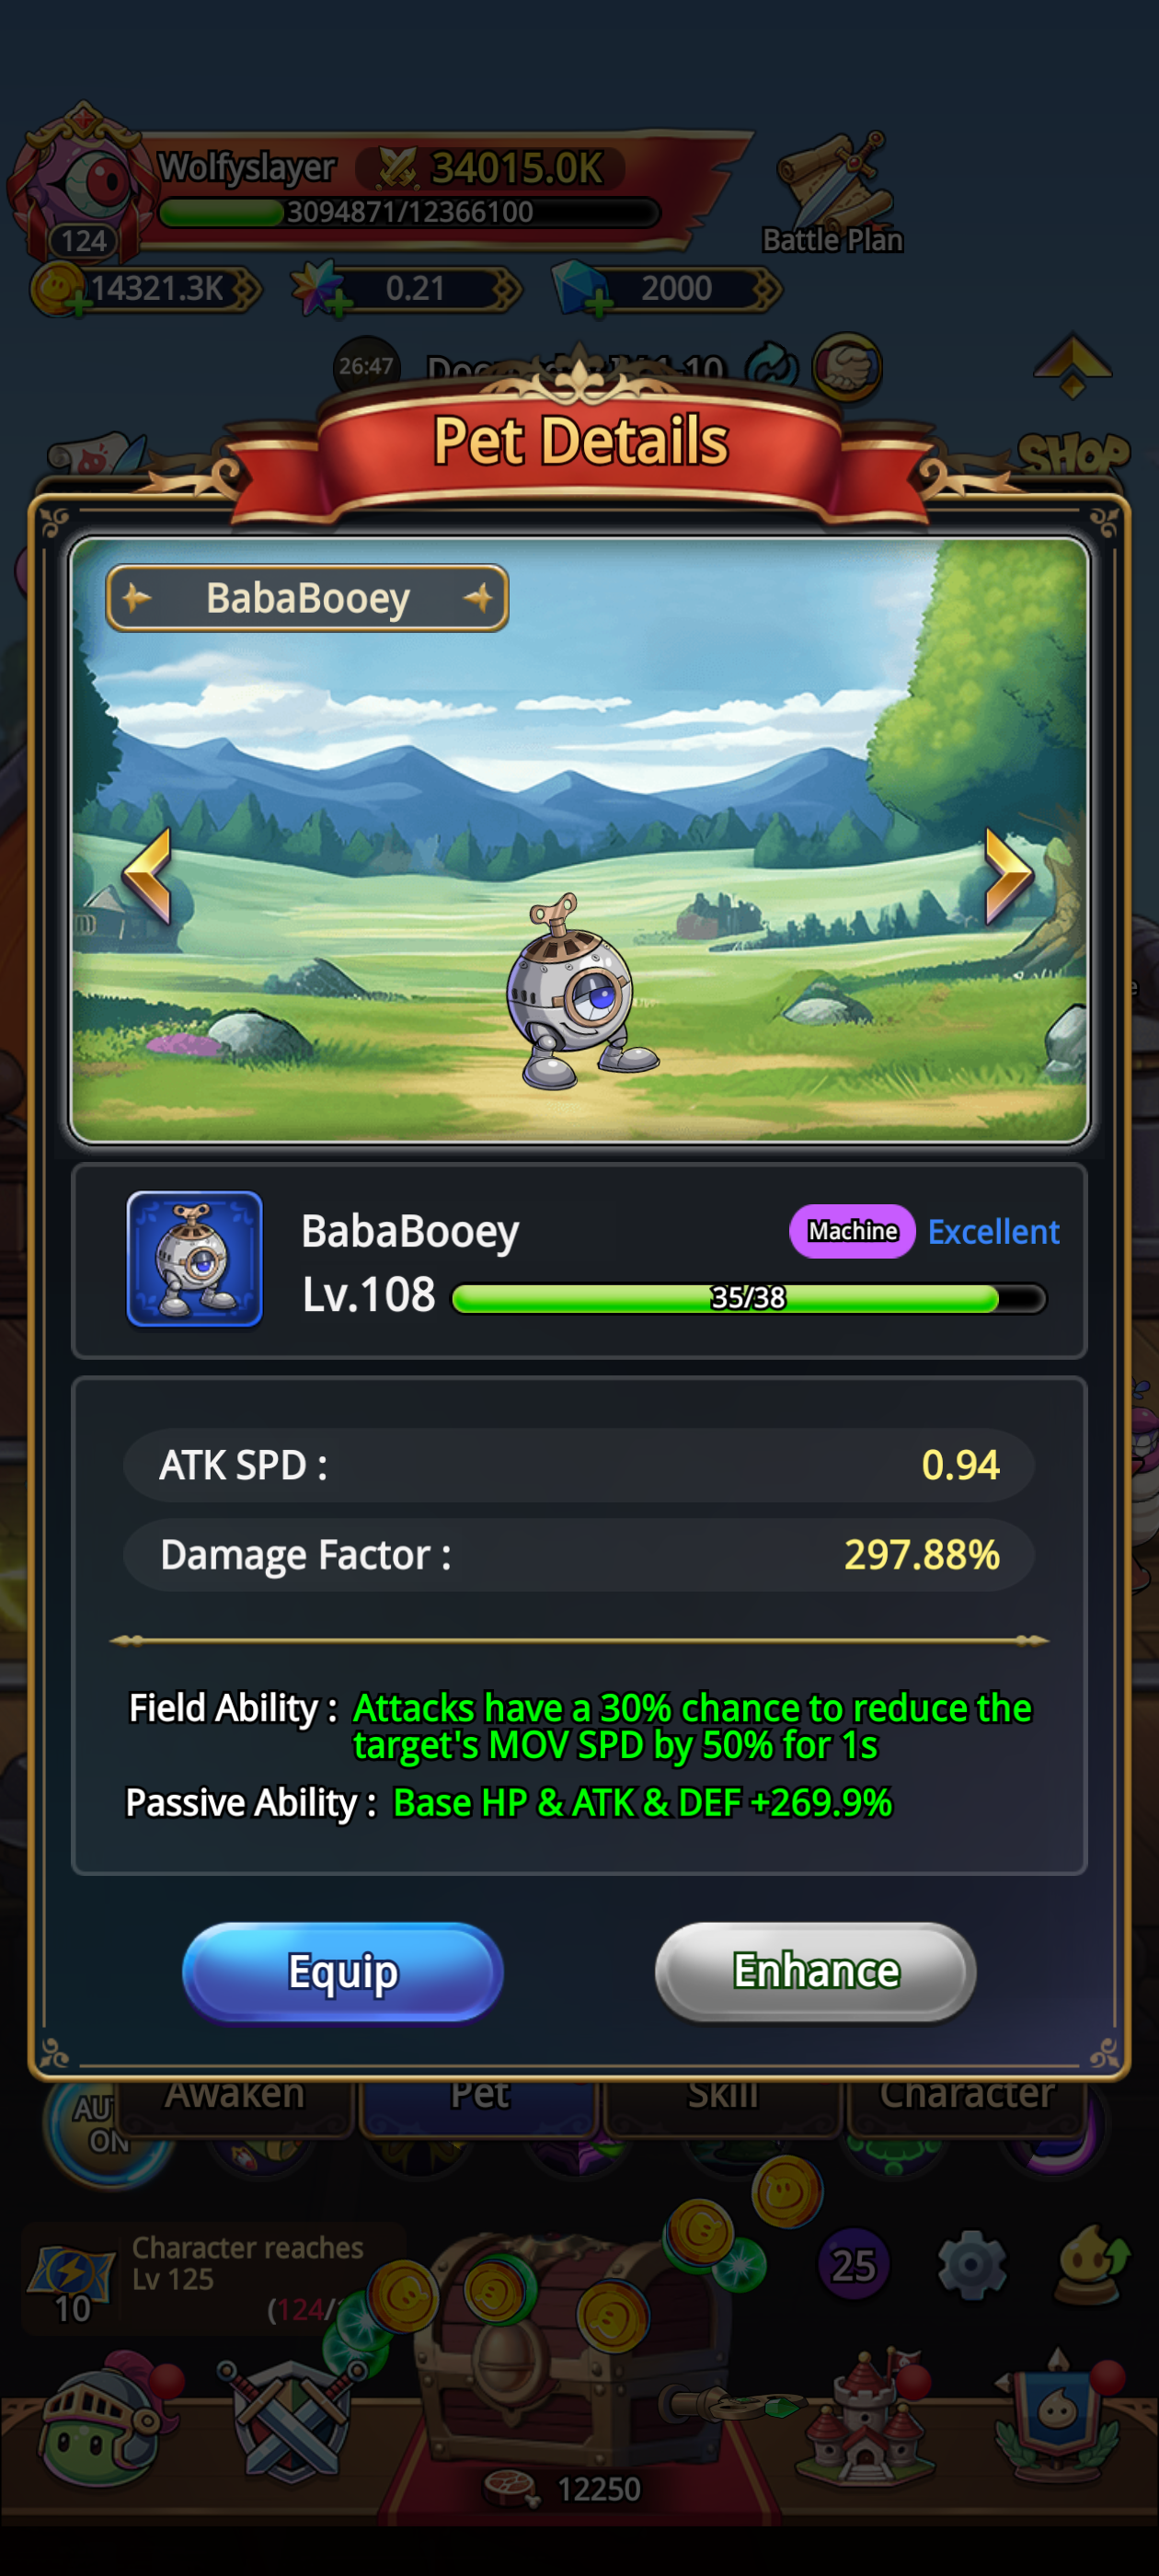 Wolfyslayer
34015.0K
3094871/12366100
124
Battle Plan
14321.3K
0.21
2000
26:47
Pet Details
SHOP
BabaBooey
BabaBooey
Machine
Excellent
Lv.108
35/38
ATK SPD :
0.94
Damage Factor :
297.88%
Field Ability : Attacks have a 30% chance to reduce the
target's MOV SPD by 50% for 1s
Passive Ability : Base HP & ATK & DEF +269.9%
Equip
Enhance
Awaken
Pet
Skill
Character
ON
Character reaches
Lv 125
10
(124/
25
12250